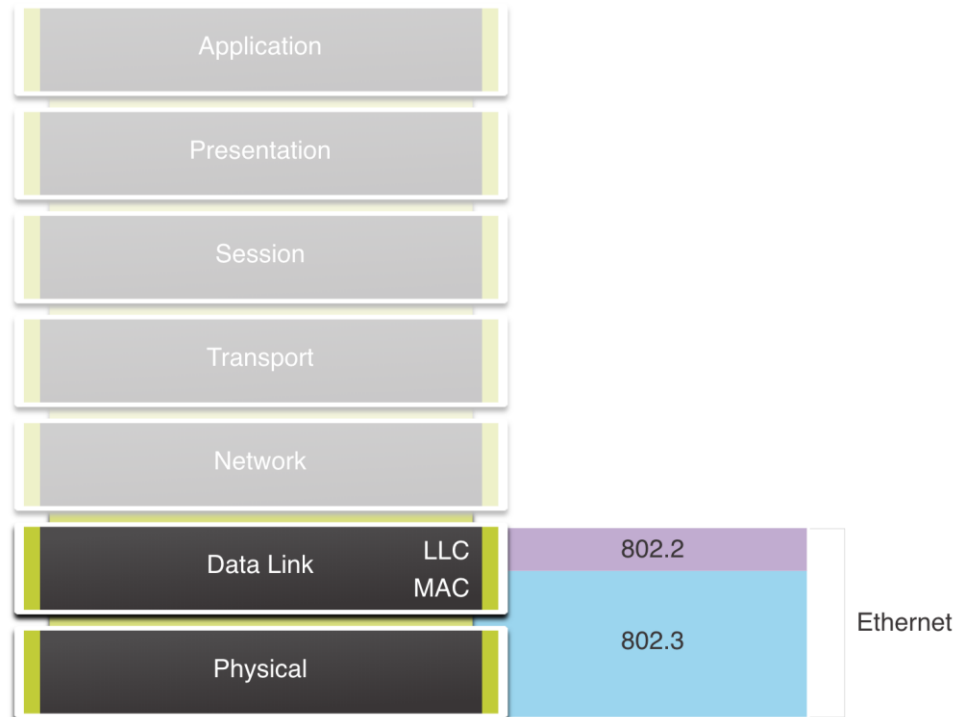 Application
Presentation
Session
Transport
Network
Data Link
LLC
MAC
802.2
802.3
Ethernet
Physical